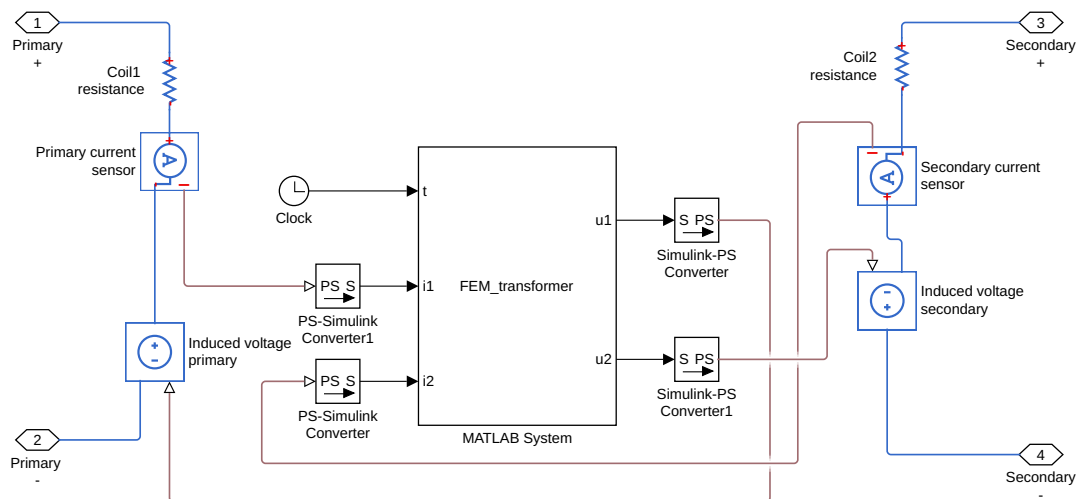 1
Primary
+
Coil1
resistance
Primary current
sensor
A
Induced voltage
primary
2
Primary
-
Clock
PS S
PS-Simulink
Converter1
PS S
PS-Simulink
Converter
t
i1
i2
FEM_transformer
u1
u2
MATLAB System
S PS
Simulink-PS
Converter
S PS
Simulink-PS
Converter1
3
Secondary
+
Coil2
resistance
A
Secondary current
sensor
Induced voltage
secondary
4
Secondary
-